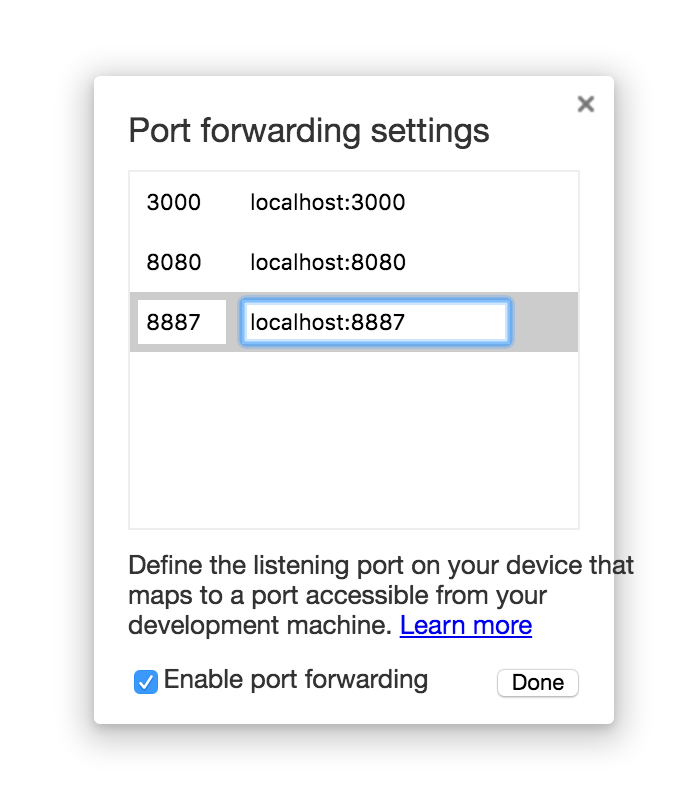 Port forwarding settings
3000 localhost:3000
8080 localhost:8080
8887 localhost:8887
Define the listening port on your device that
maps to a port accessible from your
development machine. Learn more
Enable port forwarding Done